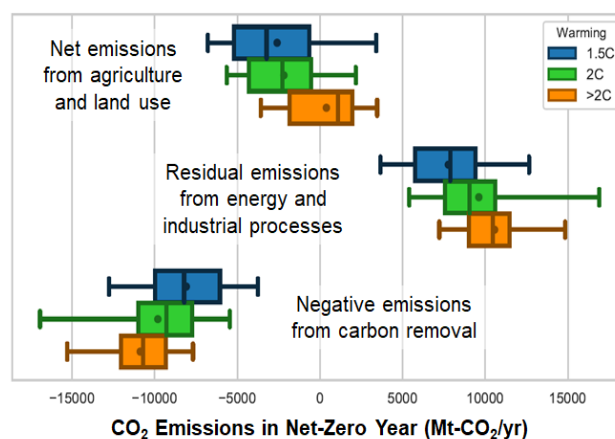 Net emissions
from agriculture
and land use
Warming
1.5C
2C
>2C
Residual emissions
from energy and
industrial processes
Negative emissions
from carbon removal
−15000 −10000 −5000 0 5000 10000 15000
CO₂ Emissions in Net-Zero Year (Mt-CO₂/yr)